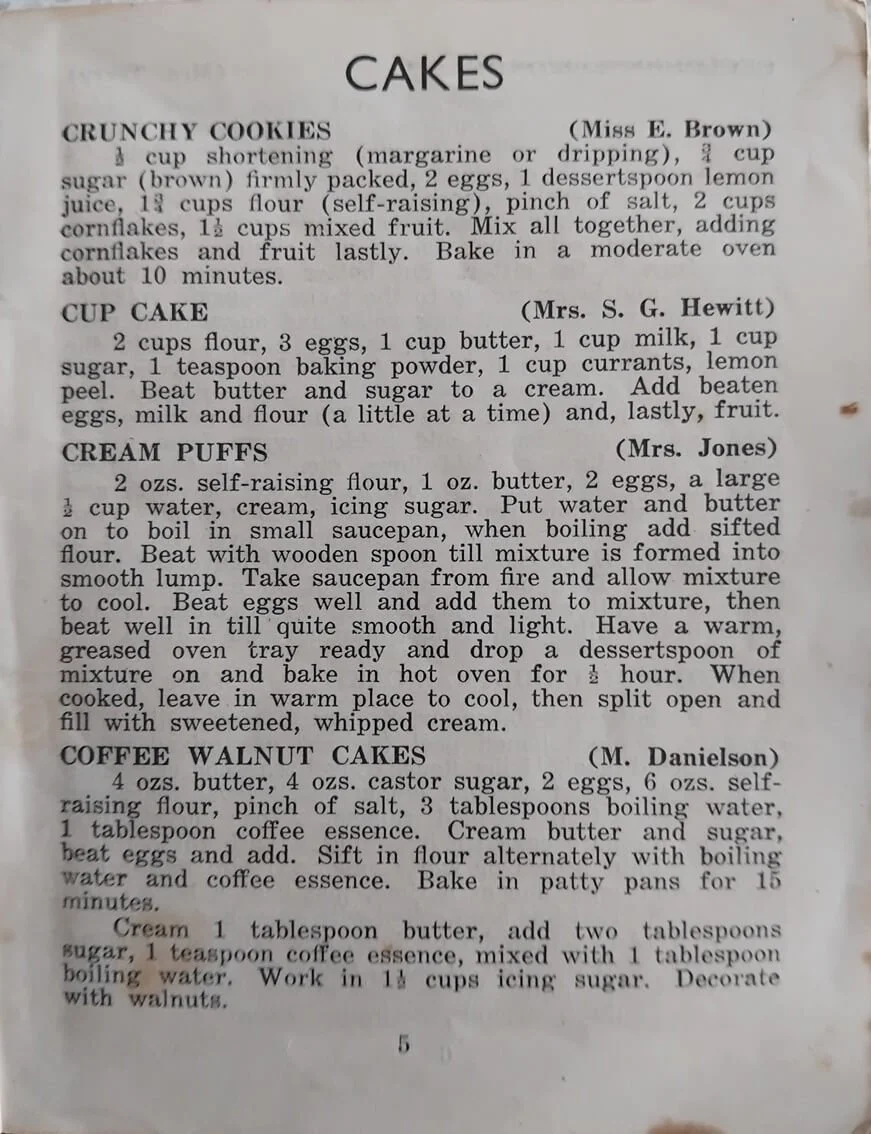 CAKES
CRUNCHY COOKIES (Miss E. Brown)
½ cup shortening (margarine or dripping), ¾ cup
sugar (brown) firmly packed, 2 eggs, 1 dessertspoon lemon
juice, 1¾ cups flour (self-raising), pinch of salt, 2 cups
cornflakes, 1½ cups mixed fruit. Mix all together, adding
cornflakes and fruit lastly. Bake in a moderate oven
about 10 minutes.
CUP CAKE (Mrs. S. G. Hewitt)
2 cups flour, 3 eggs, 1 cup butter, 1 cup milk, 1 cup
sugar, 1 teaspoon baking powder, 1 cup currants, lemon
peel. Beat butter and sugar to a cream. Add beaten
eggs, milk and flour (a little at a time) and, lastly, fruit.
CREAM PUFFS (Mrs. Jones)
2 ozs. self-raising flour, 1 oz. butter, 2 eggs, a large
½ cup water, cream, icing sugar. Put water and butter
on to boil in small saucepan, when boiling add sifted
flour. Beat with wooden spoon till mixture is formed into
smooth lump. Take saucepan from fire and allow mixture
to cool. Beat eggs well and add them to mixture, then
beat well in till quite smooth and light. Have a warm,
greased oven tray ready and drop a dessertspoon of
mixture on and bake in hot oven for ½ hour. When
cooked, leave in warm place to cool, then split open and
fill with sweetened, whipped cream.
COFFEE WALNUT CAKES (M. Danielson)
4 ozs. butter, 4 ozs. castor sugar, 2 eggs, 6 ozs. self-
raising flour, pinch of salt, 3 tablespoons boiling water,
1 tablespoon coffee essence. Cream butter and sugar,
beat eggs and add. Sift in flour alternately with boiling
water and coffee essence. Bake in patty pans for 15
minutes.
Cream 1 tablespoon butter, add two tablespoons
sugar, 1 teaspoon coffee essence, mixed with 1 tablespoon
boiling water. Work in 1½ cups icing sugar. Decorate
with walnuts.
5